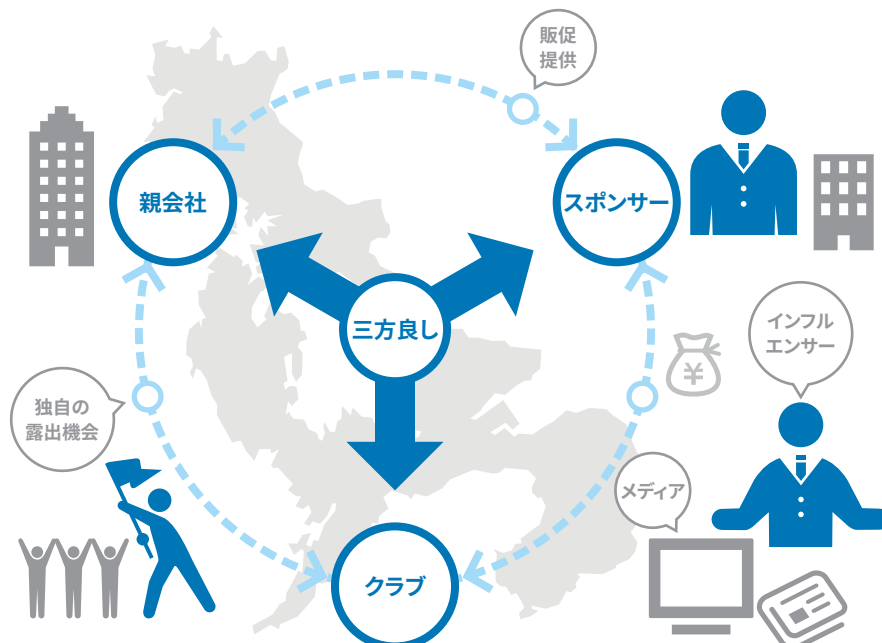 販促
提供
親会社
スポンサー
三方良し
インフル
エンサー
¥
独自の
露出機会
メディア
クラブ